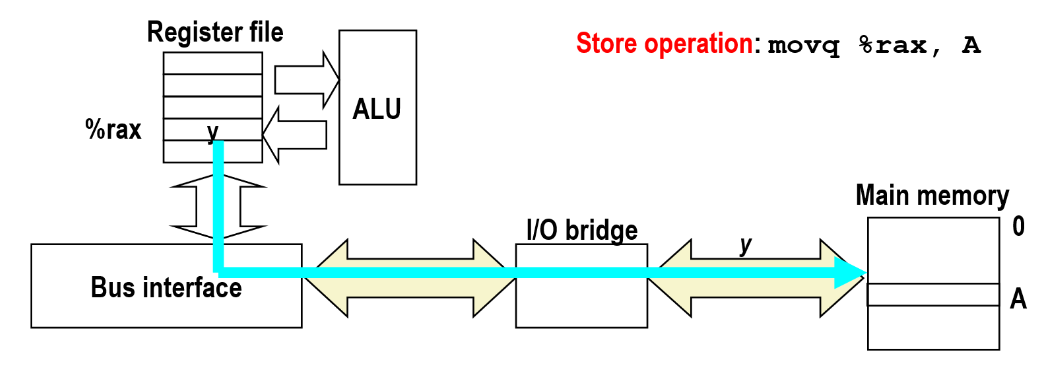 Register file
Store operation: movq %rax, A
ALU
%rax
y
Main memory
0
I/O bridge
y
Bus interface
A